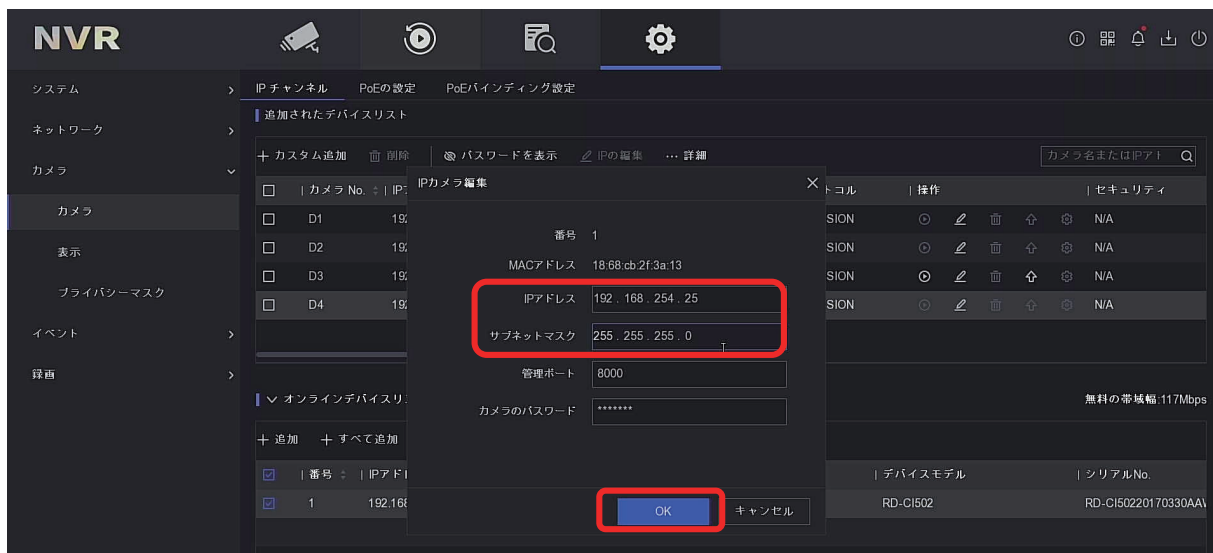 NVR
システム
ネットワーク
カメラ
カメラ
表示
プライバシーマスク
イベント
録画
IPチャンネル PoEの設定 PoEバインディング設定
追加されたデバイスリスト
カスタム追加 削除 パスワードを表示 IPの編集 ... 詳細 カメラ名またはIPアト
カメラ No. トコル 操作 セキュリティ
D1 SION N/A
D2 SION N/A
D3 SION N/A
D4 SION N/A
IPカメラ編集
番号 1
MACアドレス 18:68:cb:2f:3a:13
IPアドレス 192 . 168 . 254 . 25
サブネットマスク 255 . 255 . 255 . 0
管理ポート 8000
カメラのパスワード *******
OK キャンセル
オンラインデバイスリ 無料の帯域幅:117Mbps
+ 追加 + すべて追加
番号 IPアド デバイスモデル シリアルNo.
1 192.168 RD-CI502 RD-CI50220170330AA